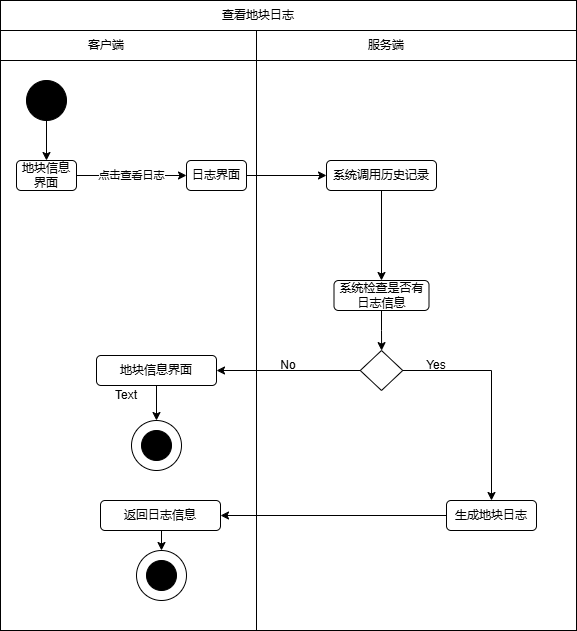 查看地块日志
客户端
服务端
地块信息
界面
点击查看日志
日志界面
系统调用历史记录
系统检查是否有
日志信息
No
Yes
地块信息界面
Text
返回日志信息
生成地块日志